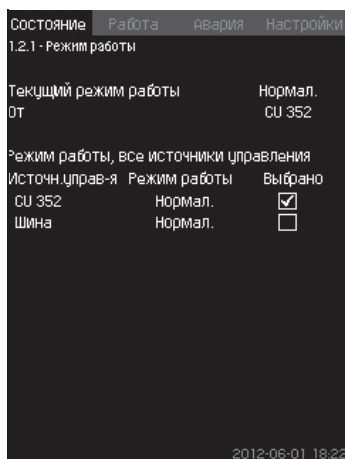 Состояние Работа Авария Настройки
1.2.1 - Режим работы
Текущий режим работы Нормал.
От CU 352
Режим работы, все источники управления
Источн.управ-я Режим работы Выбрано
CU 352 Нормал.
Шина Нормал.
2012-06-01 18:22